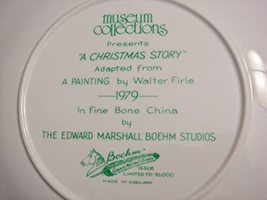 museum
collections
Presents
"A CHRISTMAS STORY"
Adapted from
A PAINTING by Walter Firle
1979
In Fine Bone China
by
THE EDWARD MARSHALL BOEHM STUDIOS
Boehm
ISSUE
LIMITED TO 10,000
MADE IN ENGLAND